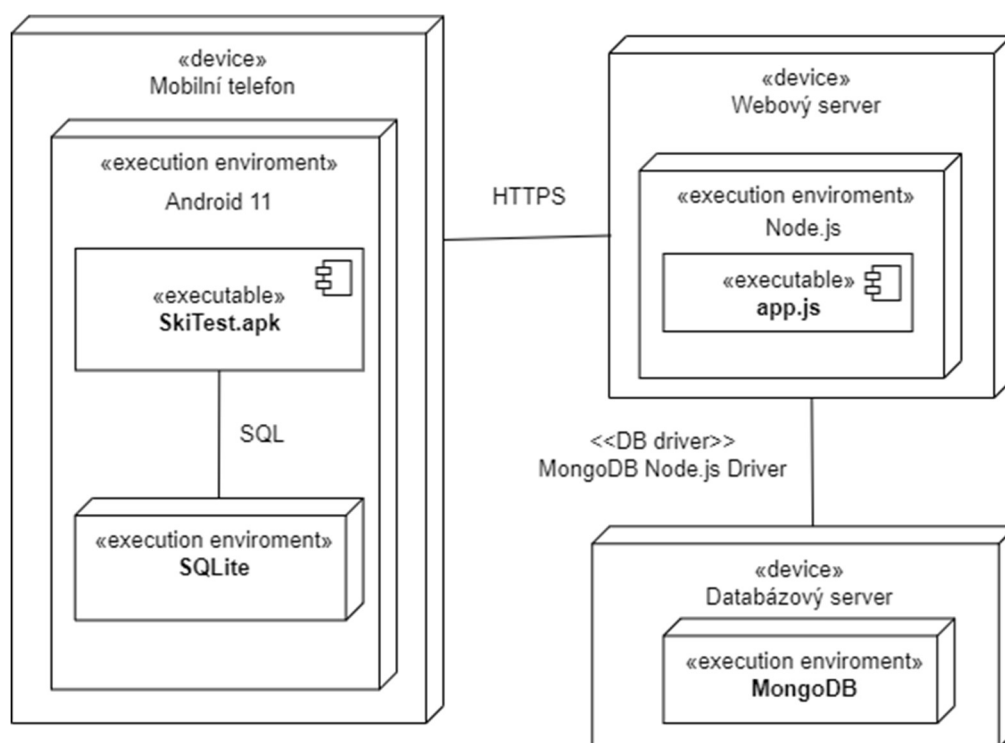 «device»
Mobilní telefon
«execution enviroment»
Android 11
«executable»
SkiTest.apk
SQL
«execution enviroment»
SQLite
HTTPS
«device»
Webový server
«execution enviroment»
Node.js
«executable»
app.js
<<DB driver>>
MongoDB Node.js Driver
«device»
Databázový server
«execution enviroment»
MongoDB